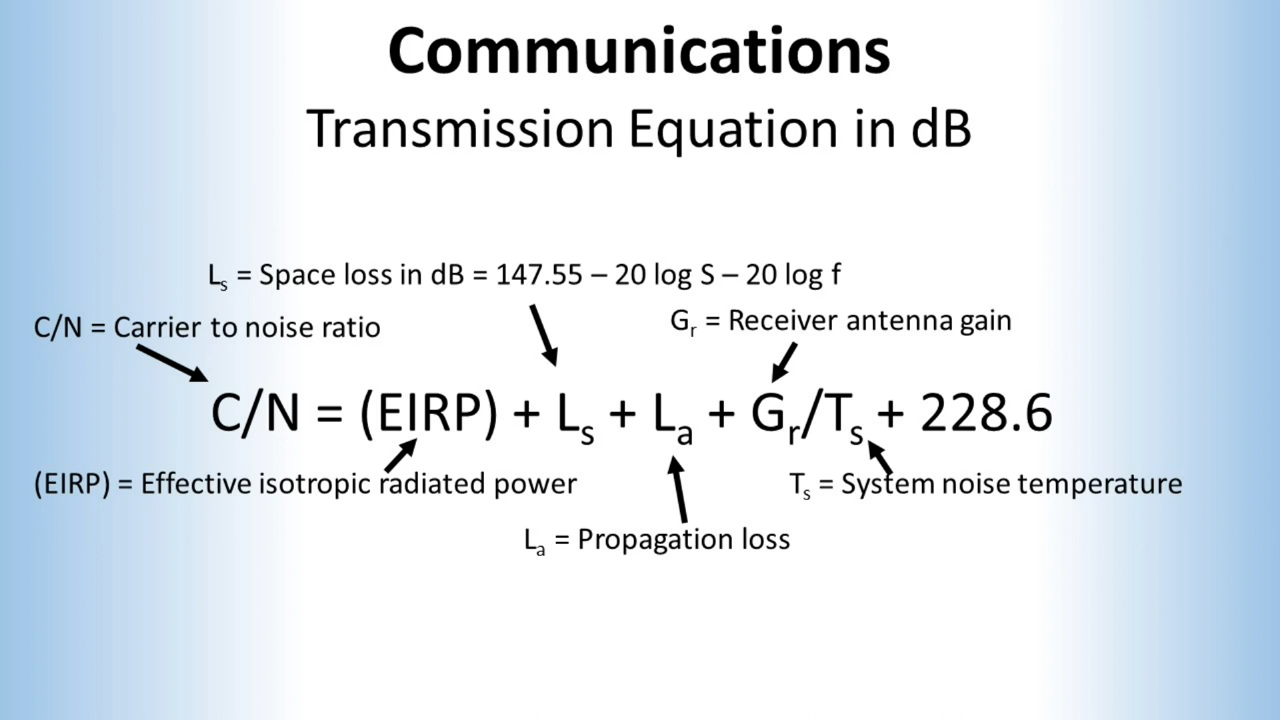 Communications
Transmission Equation in dB
Lₛ = Space loss in dB = 147.55 – 20 log S – 20 log f
C/N = Carrier to noise ratio
Gᵣ = Receiver antenna gain
C/N = (EIRP) + Lₛ + Lₐ + Gᵣ/Tₛ + 228.6
(EIRP) = Effective isotropic radiated power
Tₛ = System noise temperature
Lₐ = Propagation loss